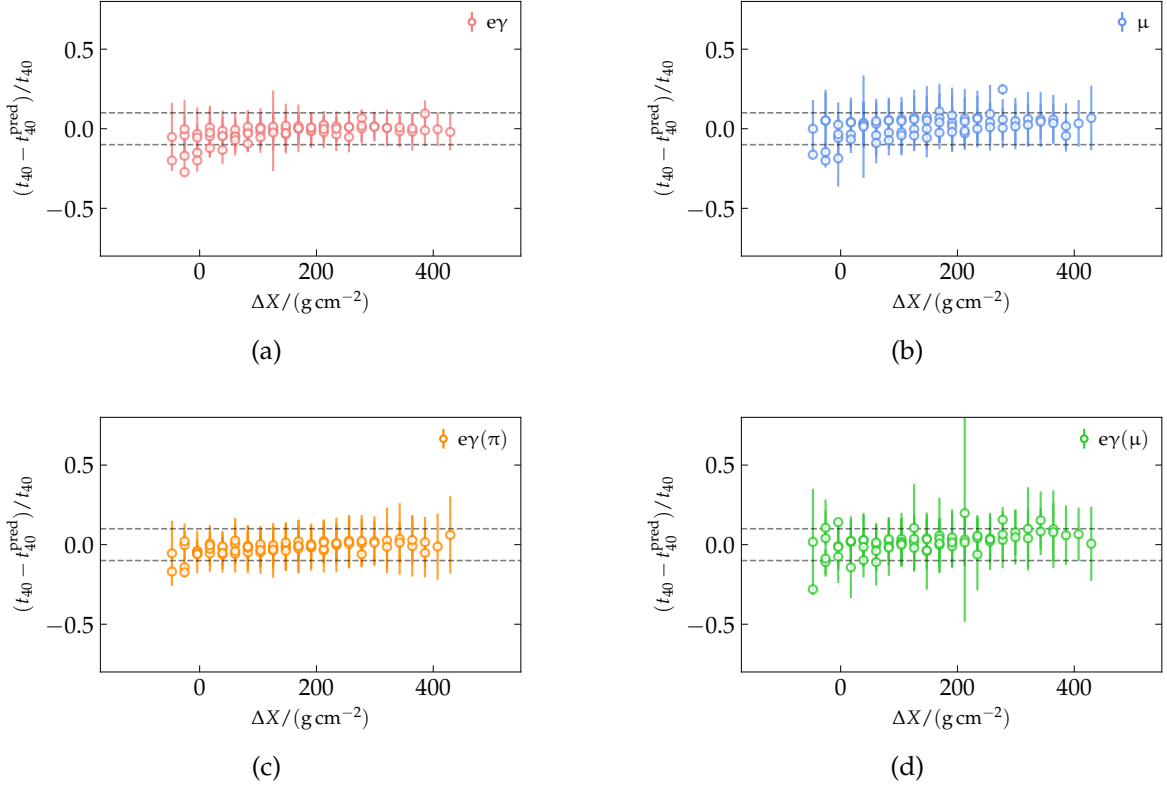 0.5
0.0
−0.5
(t₄₀ − t₄₀^pred)/t₄₀
eγ
0 200 400
ΔX/(g cm⁻²)
(a)
0.5
0.0
−0.5
(t₄₀ − t₄₀^pred)/t₄₀
μ
0 200 400
ΔX/(g cm⁻²)
(b)
0.5
0.0
−0.5
(t₄₀ − t₄₀^pred)/t₄₀
eγ(π)
0 200 400
ΔX/(g cm⁻²)
(c)
0.5
0.0
−0.5
(t₄₀ − t₄₀^pred)/t₄₀
eγ(μ)
0 200 400
ΔX/(g cm⁻²)
(d)